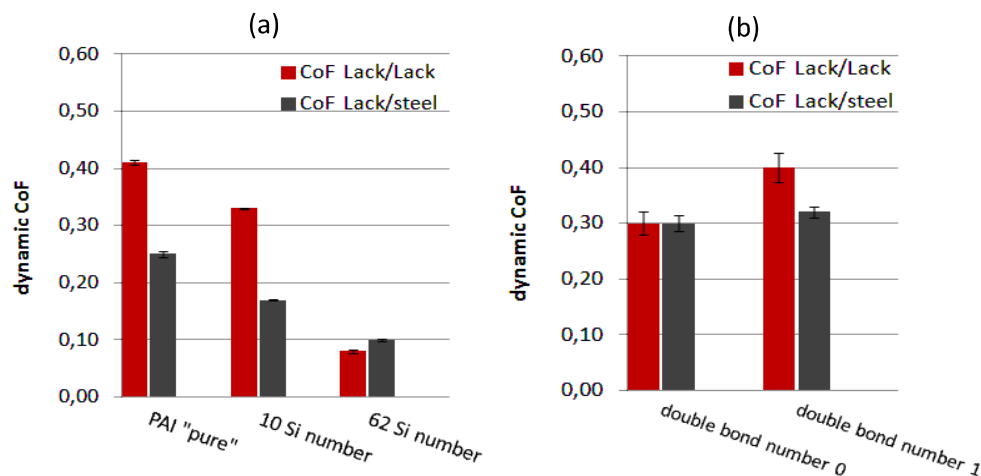 (a)
0,60
0,50
0,40
0,30
0,20
0,10
0,00
dynamic CoF
CoF Lack/Lack
CoF Lack/steel
PAI "pure"
10 Si number
62 Si number
(b)
0,60
0,50
0,40
0,30
0,20
0,10
0,00
dynamic CoF
CoF Lack/Lack
CoF Lack/steel
double bond number 0
double bond number 1